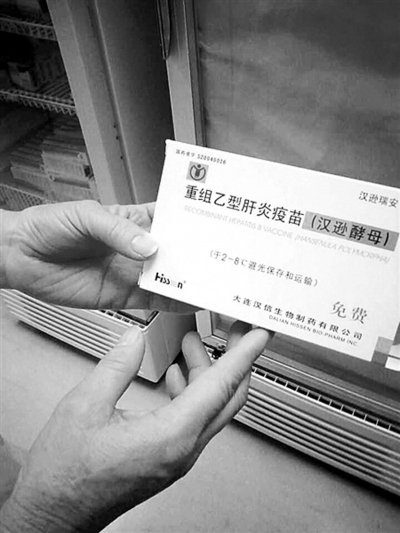 国药准字 S20040026
汉逊瑞安
重组乙型肝炎疫苗(汉逊酵母)
RECOMBINANT HEPATITIS B VACCINE (HANSENULA POLYMORPHA)
(于2-8℃避光保存和运输)
免费
Hissen
大连汉信生物制药有限公司
DALIAN HISSEN BIO-PHARM INC.